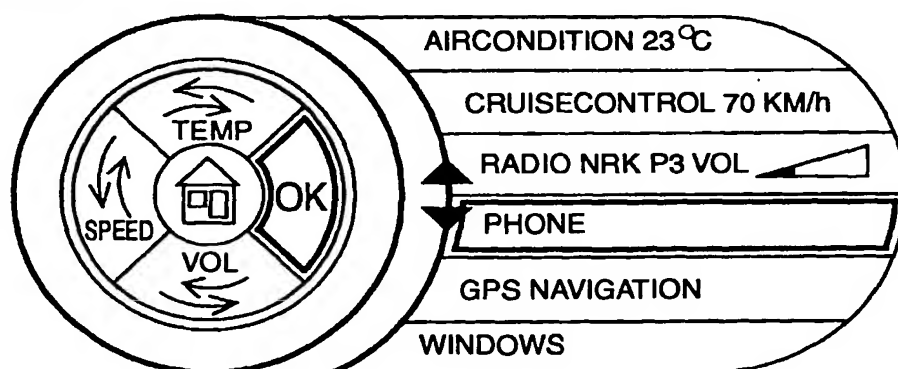 AIRCONDITION 23°C
CRUISECONTROL 70 KM/h
RADIO NRK P3 VOL
PHONE
GPS NAVIGATION
WINDOWS
TEMP
OK
SPEED
VOL